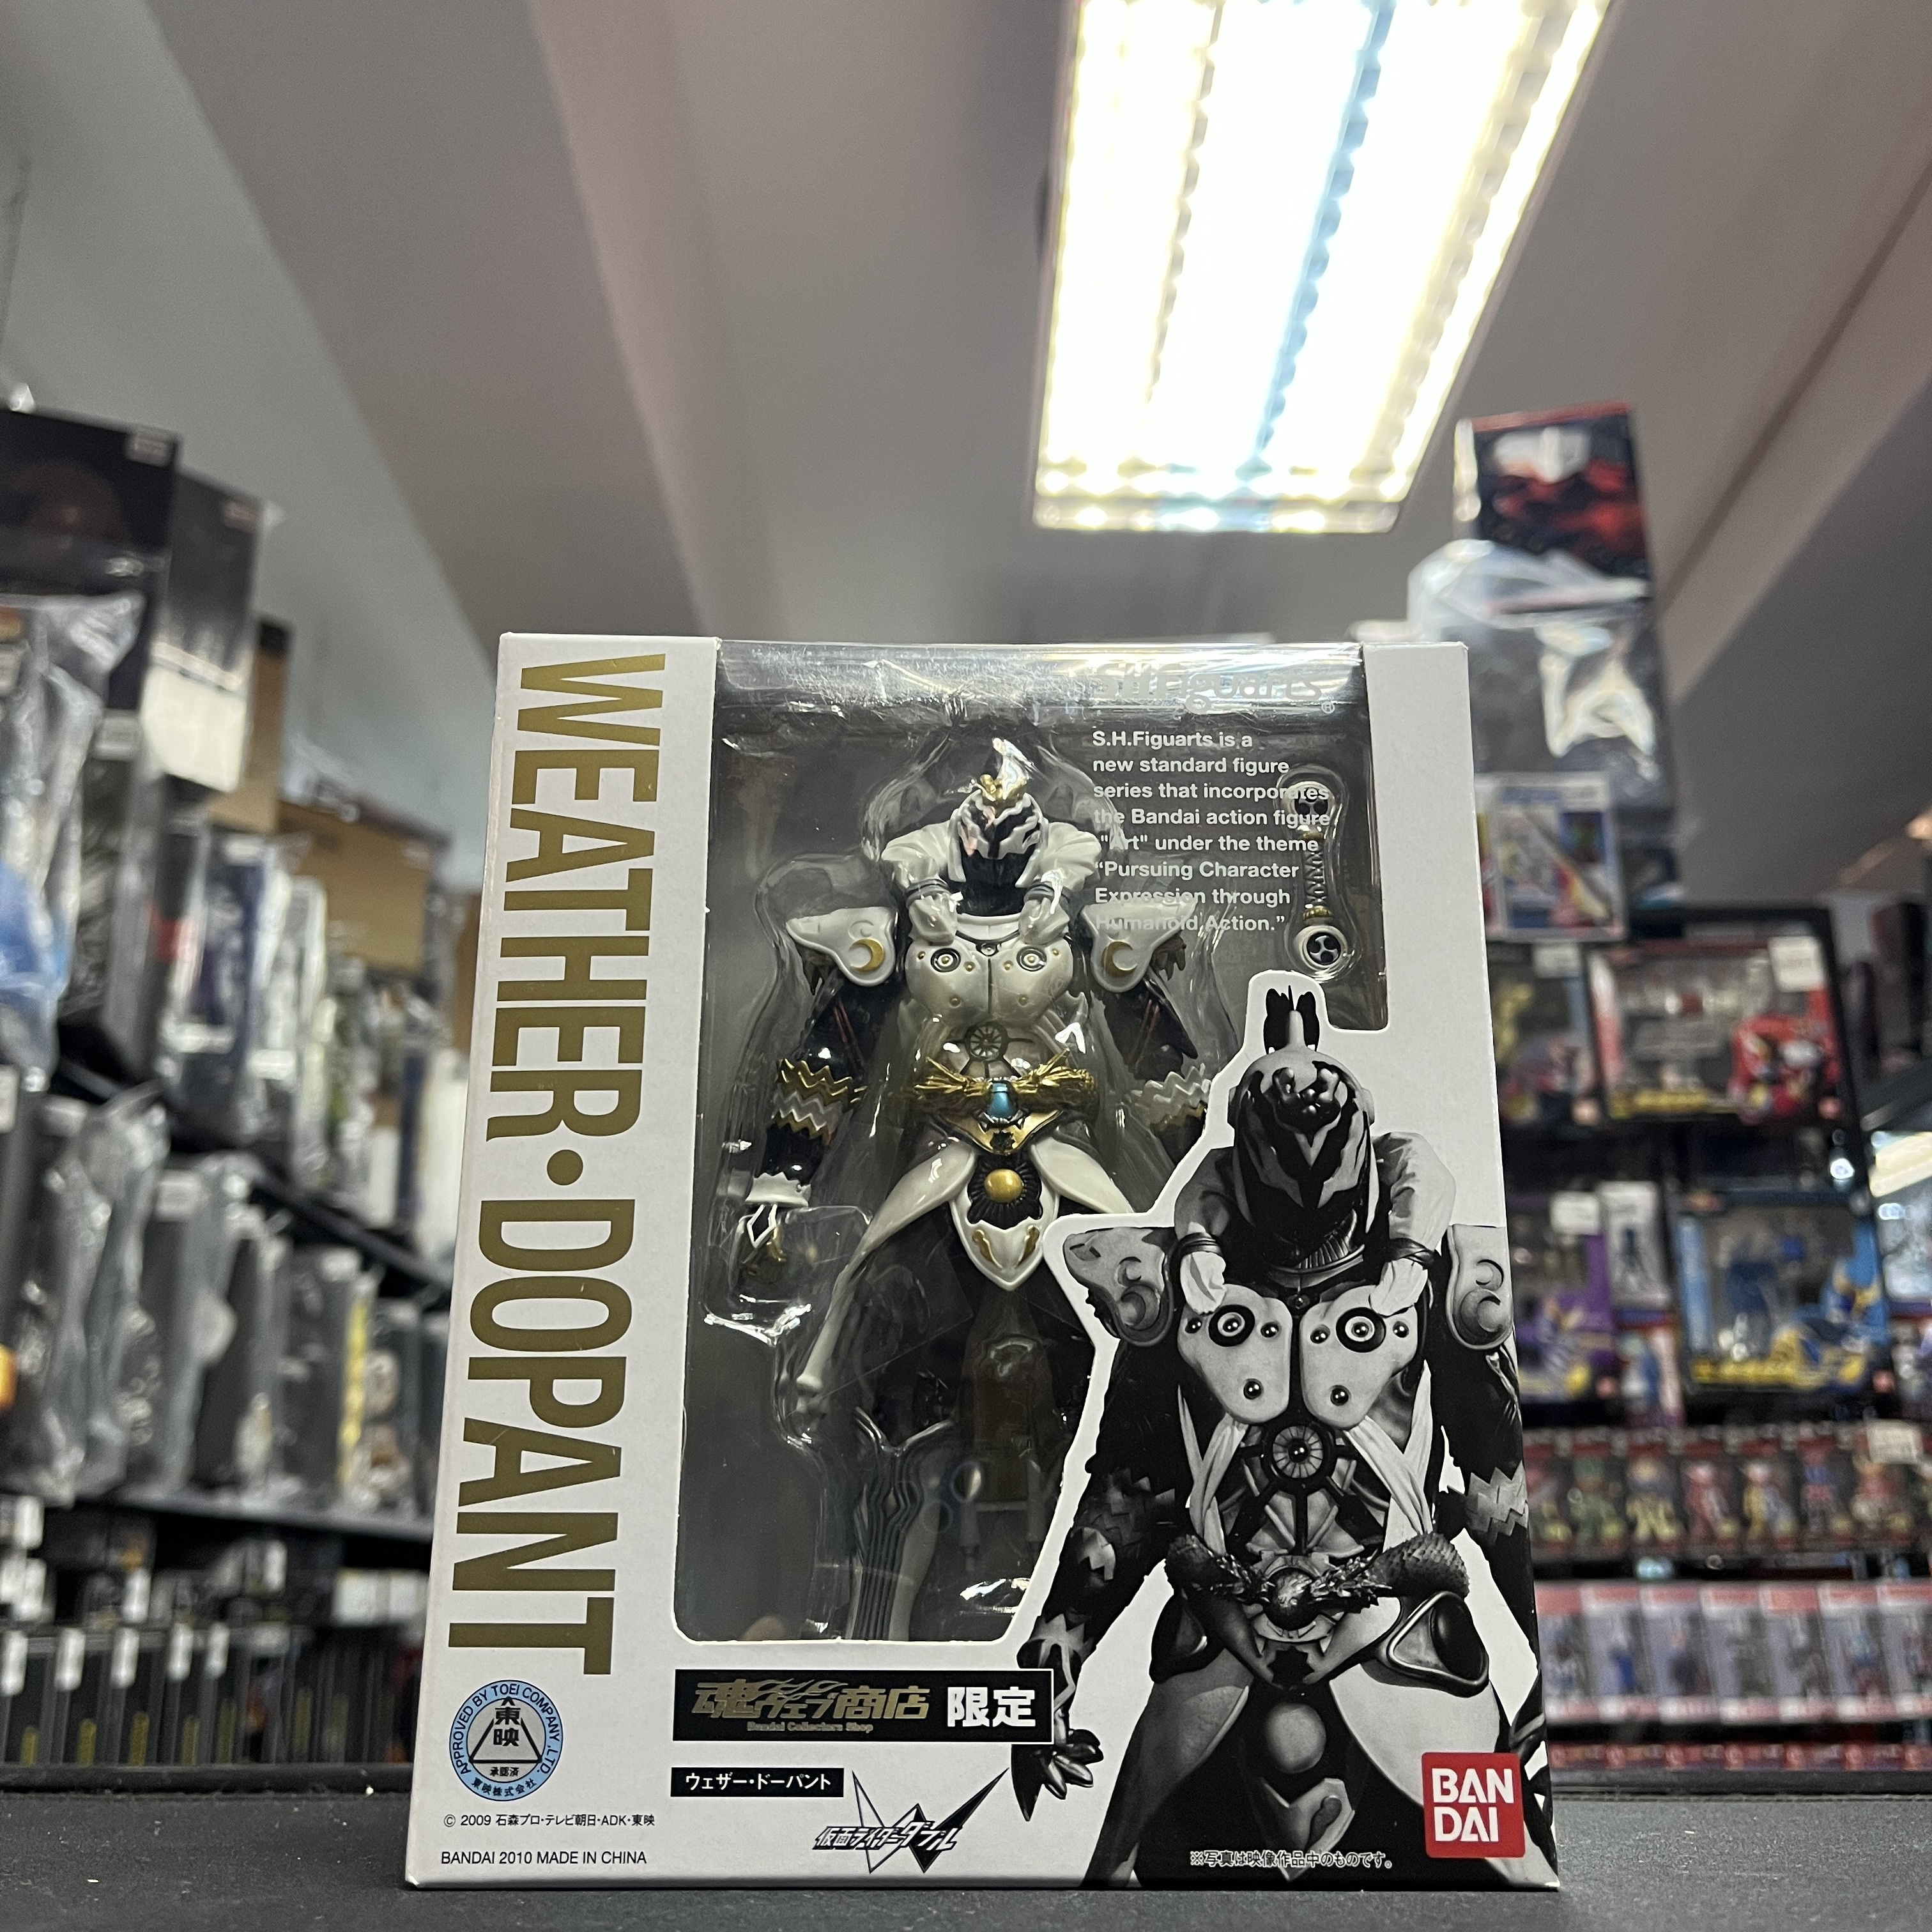 WEATHER・DOPANT
S.H.Figuarts®
S.H.Figuarts is a
new standard figure
series that incorporates
the Bandai action figure
"Art" under the theme
“Pursuing Character
Expression through
Humanoid Action.”
魂ウェブ商店 限定
Bandai Collectors Shop
ウェザー・ドーパント
仮面ライダーダブル
APPROVED BY TOEI COMPANY, LTD.
東映
承認済
東映株式会社
© 2009 石森プロ・テレビ朝日・ADK・東映
BANDAI 2010 MADE IN CHINA
※写真は映像作品中のものです。
BAN
DAI